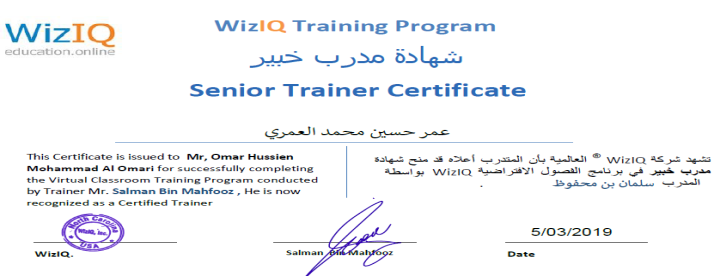 WizIQ
education.online
WizIQ Training Program
شهادة مدرب خبير
Senior Trainer Certificate
عمر حسين محمد العمري
This Certificate is issued to Mr, Omar Hussien
Mohammad Al Omari for successfully completing
the Virtual Classroom Training Program conducted
by Trainer Mr. Salman Bin Mahfooz , He is now
recognized as a Certified Trainer
تشهد شركة WizIQ ® العالمية بأن المتدرب أعلاه قد منح شهادة
مدرب خبير في برنامج الفصول الافتراضية WizIQ بواسطة
المدرب سلمان بن محفوظ .
North Carolina
WizIQ, Inc.
USA
5/03/2019
WizIQ.
Salman Bin Mahfooz
Date